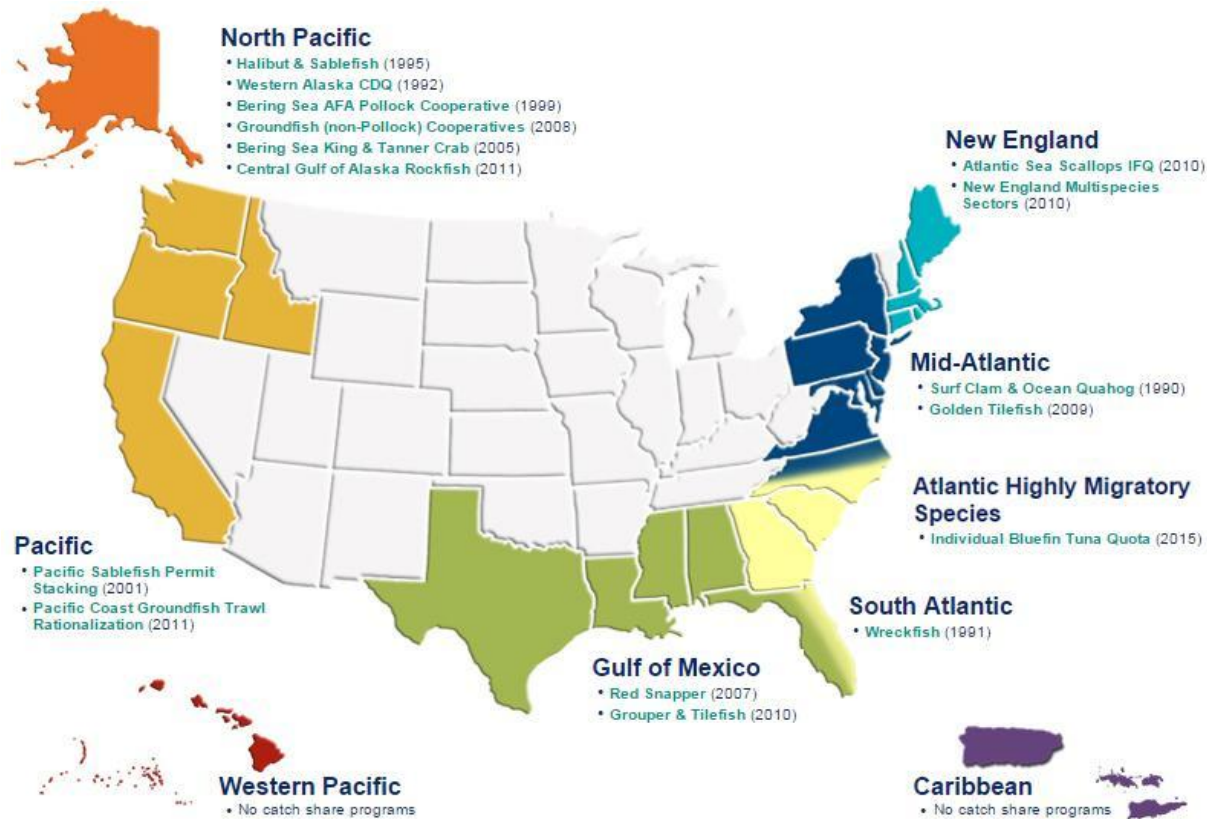 North Pacific
• Halibut & Sablefish (1995)
• Western Alaska CDQ (1992)
• Bering Sea AFA Pollock Cooperative (1999)
• Groundfish (non-Pollock) Cooperatives (2008)
• Bering Sea King & Tanner Crab (2005)
• Central Gulf of Alaska Rockfish (2011)
New England
• Atlantic Sea Scallops IFQ (2010)
• New England Multispecies
Sectors (2010)
Mid-Atlantic
• Surf Clam & Ocean Quahog (1990)
• Golden Tilefish (2009)
Atlantic Highly Migratory
Species
• Individual Bluefin Tuna Quota (2015)
Pacific
• Pacific Sablefish Permit
Stacking (2001)
• Pacific Coast Groundfish Trawl
Rationalization (2011)
South Atlantic
• Wreckfish (1991)
Gulf of Mexico
• Red Snapper (2007)
• Grouper & Tilefish (2010)
Western Pacific
• No catch share programs
Caribbean
• No catch share programs